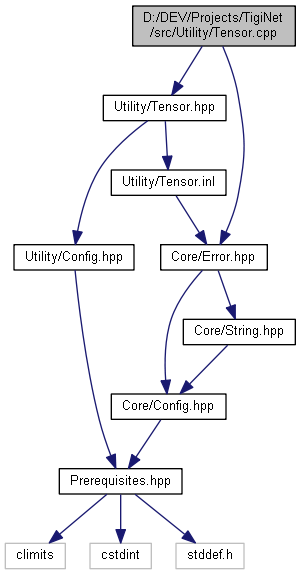 D:/DEV/Projects/TigiNet
/src/Utility/Tensor.cpp
Utility/Tensor.hpp
Utility/Tensor.inl
Utility/Config.hpp
Core/Error.hpp
Core/String.hpp
Core/Config.hpp
Prerequisites.hpp
climits
cstdint
stddef.h